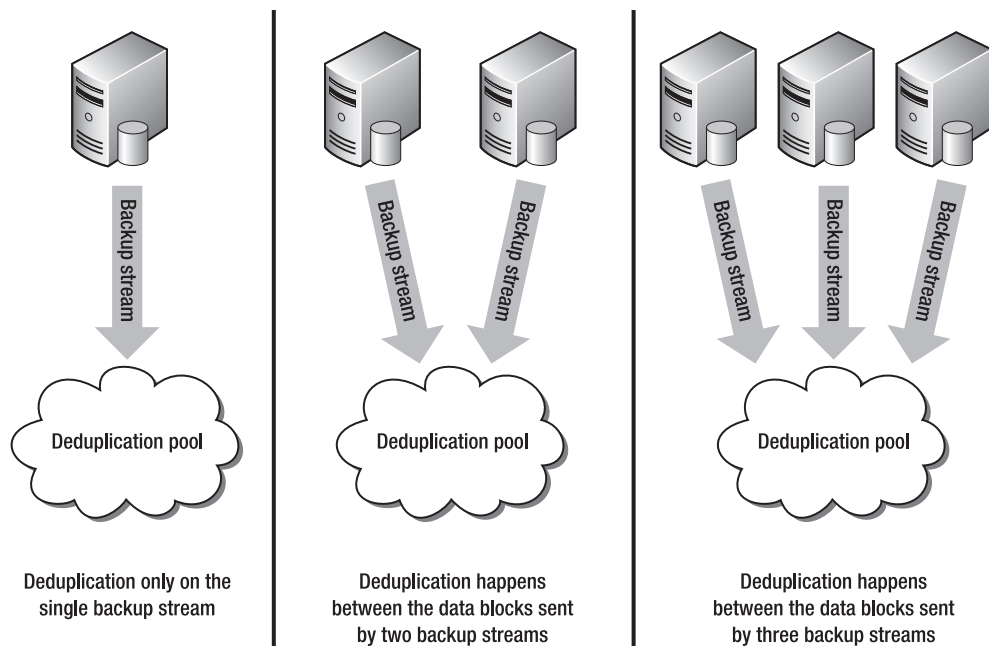 Backup stream
Deduplication pool
Deduplication only on the
single backup stream
Backup stream
Backup stream
Deduplication pool
Deduplication happens
between the data blocks sent
by two backup streams
Backup stream
Backup stream
Backup stream
Deduplication pool
Deduplication happens
between the data blocks sent
by three backup streams